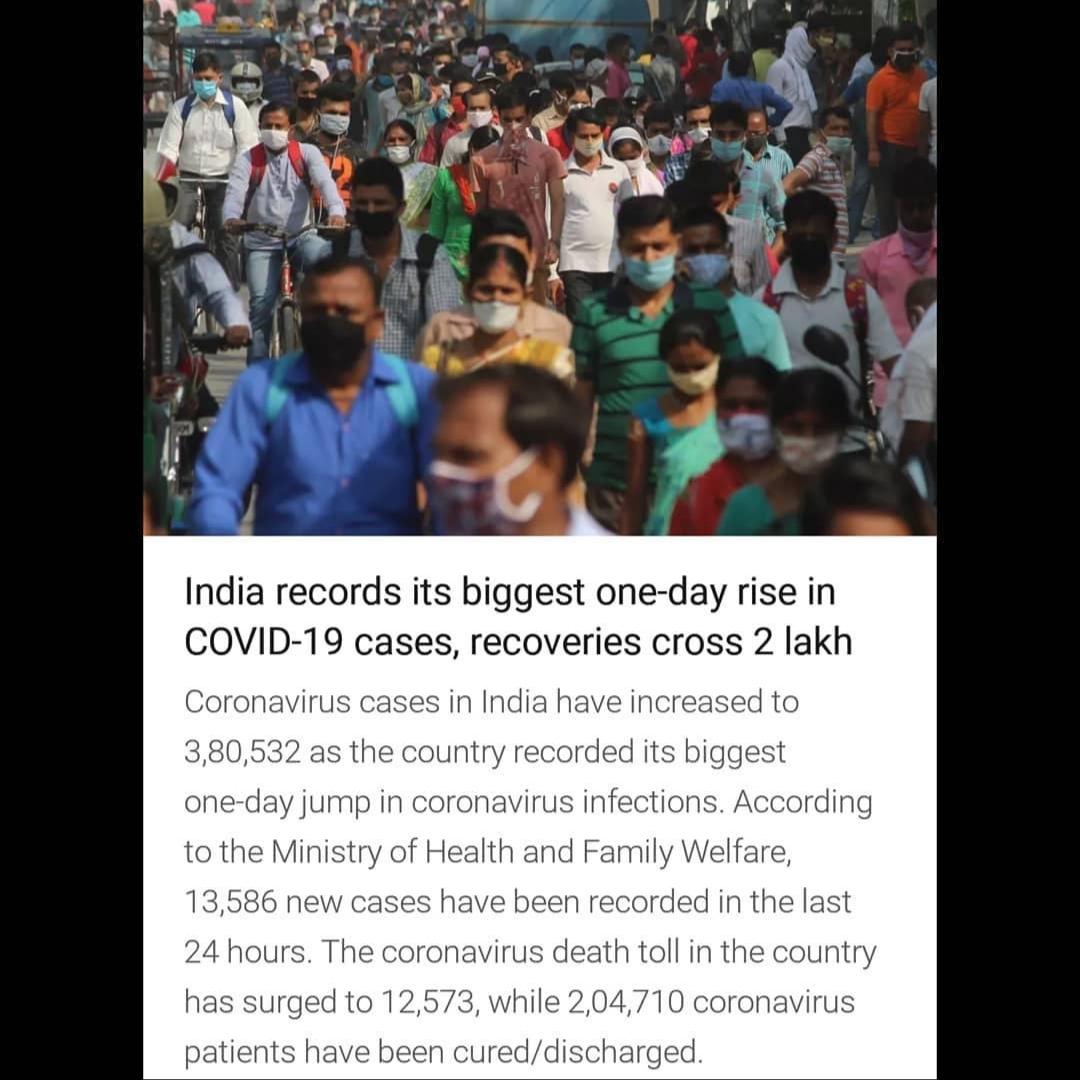 India records its biggest one-day rise in
COVID-19 cases, recoveries cross 2 lakh
Coronavirus cases in India have increased to
3,80,532 as the country recorded its biggest
one-day jump in coronavirus infections. According
to the Ministry of Health and Family Welfare,
13,586 new cases have been recorded in the last
24 hours. The coronavirus death toll in the country
has surged to 12,573, while 2,04,710 coronavirus
patients have been cured/discharged.